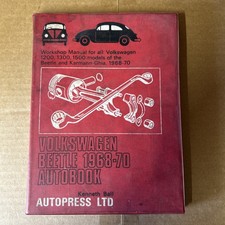 Workshop Manual for all Volkswagen
1200, 1300, 1500 models of the
Beetle and Karmann Ghia, 1968-70
VOLKSWAGEN
BEETLE 1968-70
AUTOBOOK
Kenneth Ball
AUTOPRESS LTD